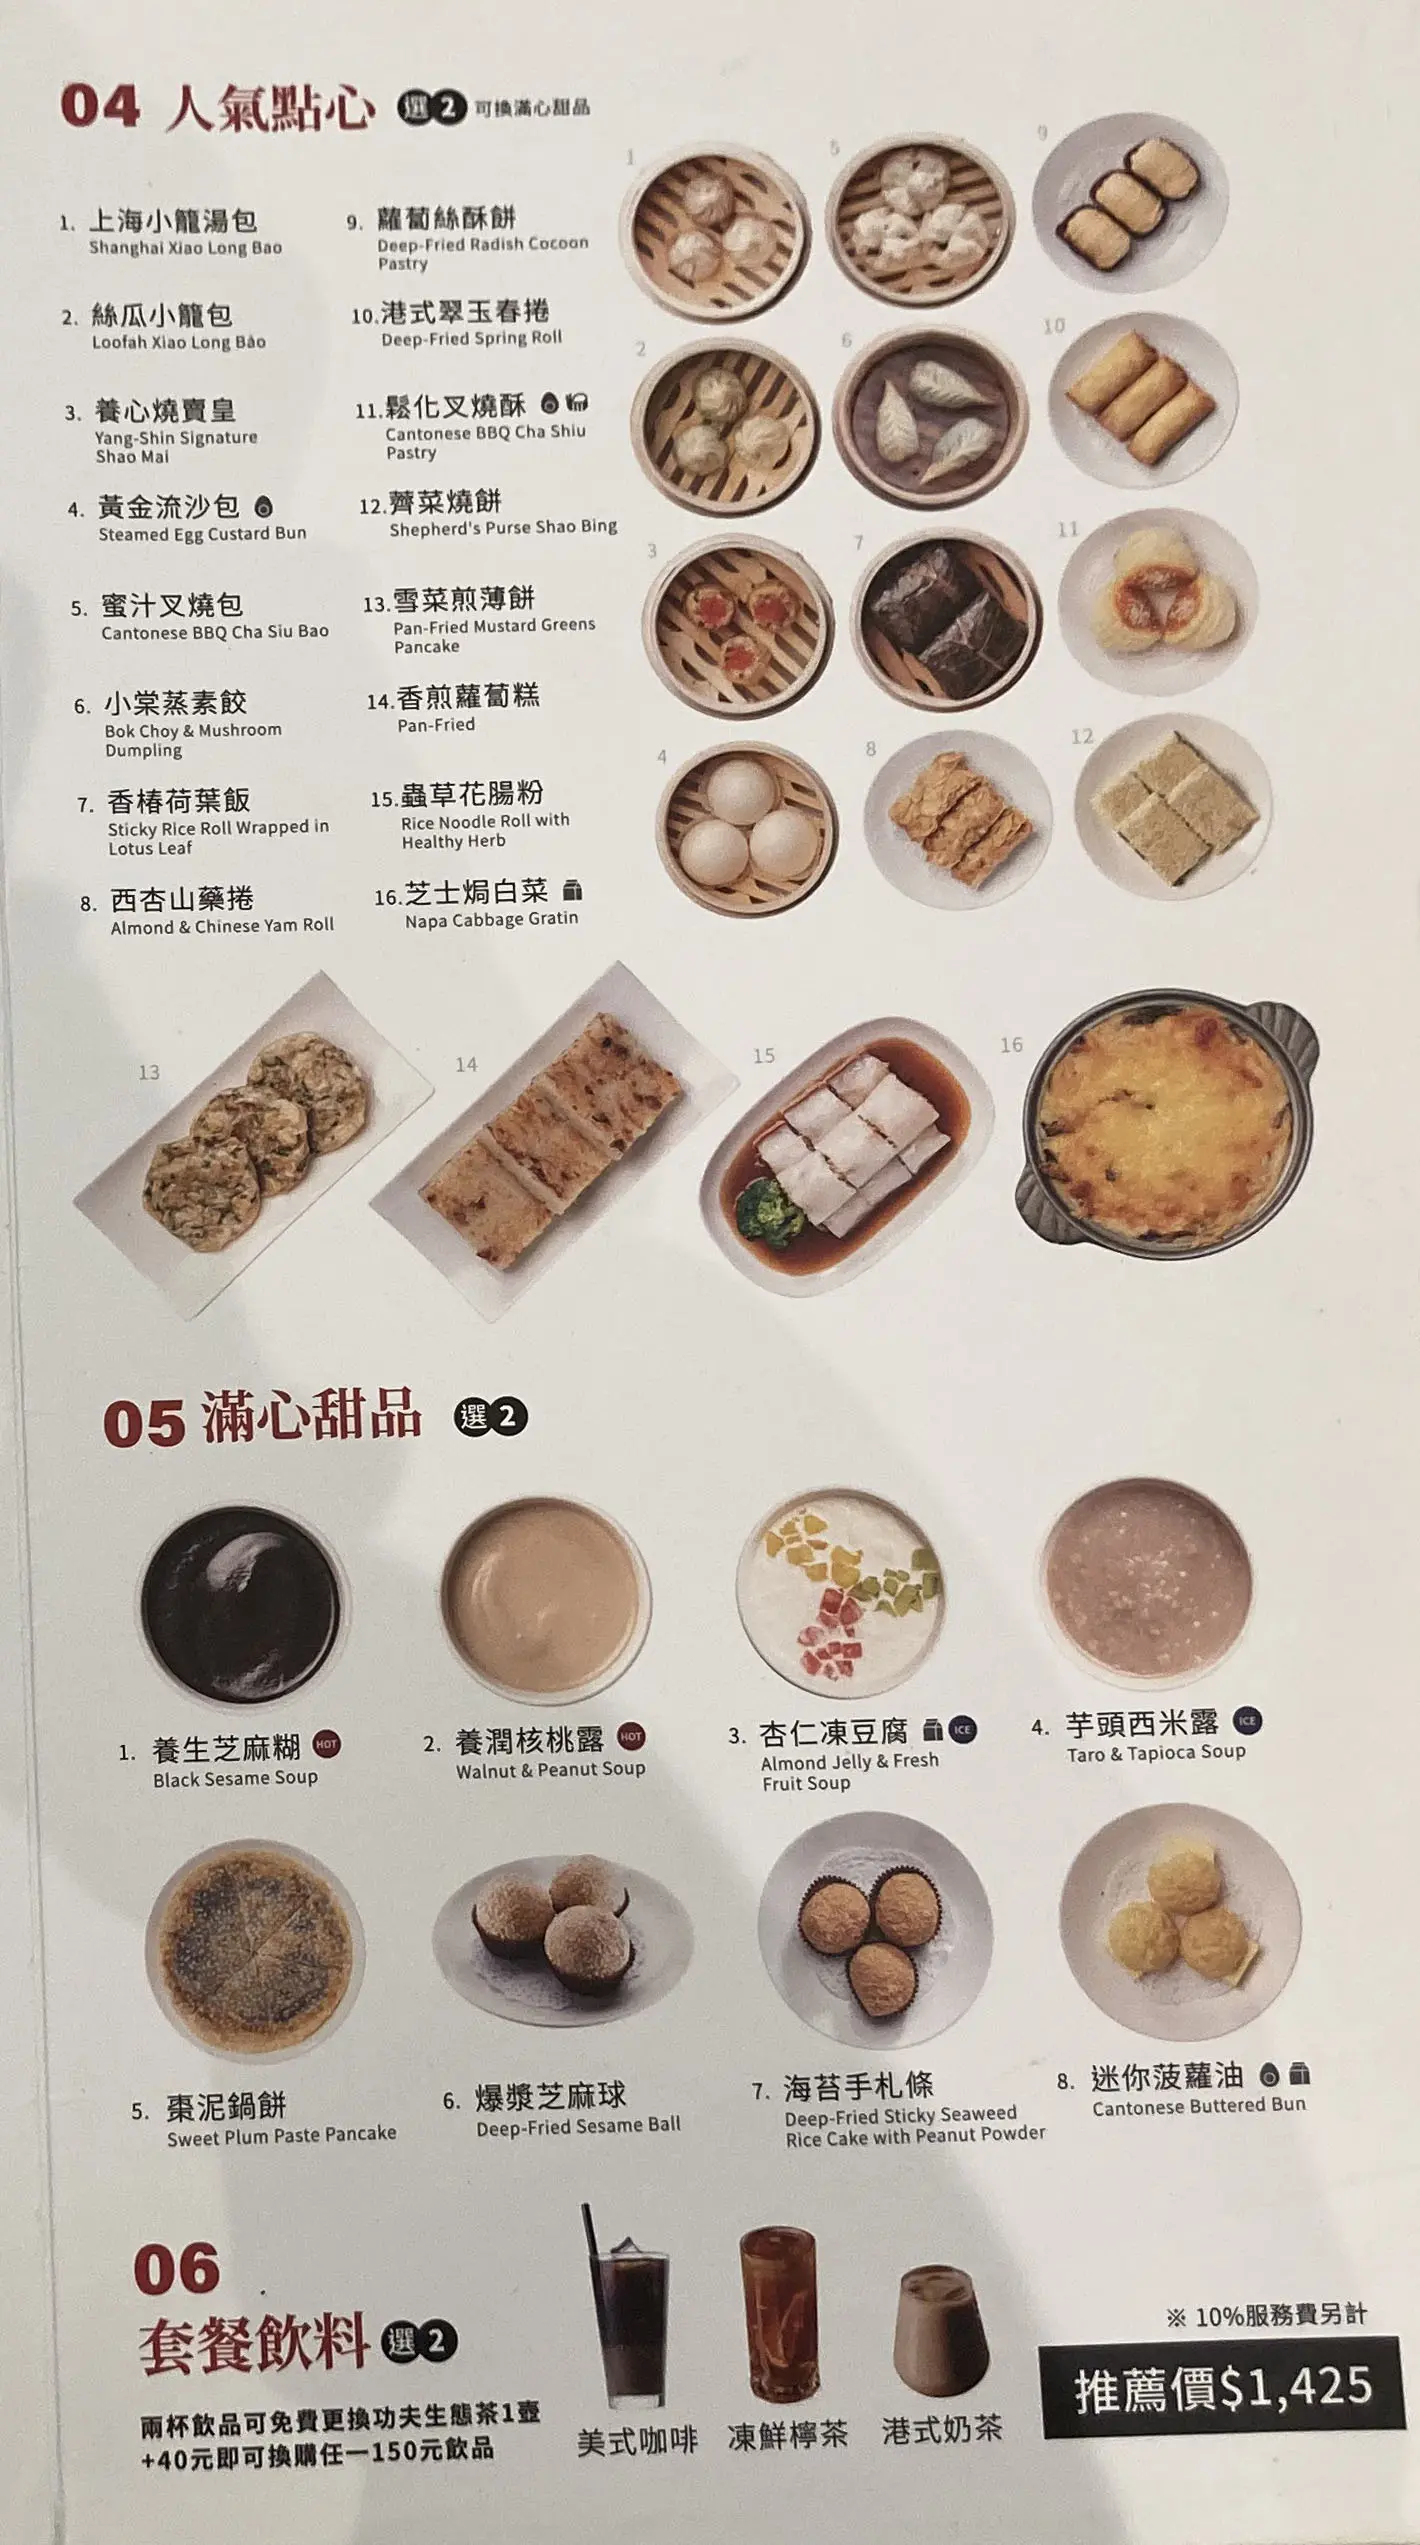 04 人氣點心 選2 可換滿心甜品
1. 上海小籠湯包
Shanghai Xiao Long Bao
2. 絲瓜小籠包
Loofah Xiao Long Bao
3. 養心燒賣皇
Yang-Shin Signature
Shao Mai
4. 黃金流沙包
Steamed Egg Custard Bun
5. 蜜汁叉燒包
Cantonese BBQ Cha Siu Bao
6. 小棠蒸素餃
Bok Choy & Mushroom
Dumpling
7. 香椿荷葉飯
Sticky Rice Roll Wrapped in
Lotus Leaf
8. 西杏山藥捲
Almond & Chinese Yam Roll
9. 蘿蔔絲酥餅
Deep-Fried Radish Cocoon
Pastry
10.港式翠玉春捲
Deep-Fried Spring Roll
11.鬆化叉燒酥
Cantonese BBQ Cha Shiu
Pastry
12.薺菜燒餅
Shepherd's Purse Shao Bing
13.雪菜煎薄餅
Pan-Fried Mustard Greens
Pancake
14.香煎蘿蔔糕
Pan-Fried
15.蟲草花腸粉
Rice Noodle Roll with
Healthy Herb
16.芝士焗白菜
Napa Cabbage Gratin
1
5
9
2
6
10
3
7
11
4
8
12
13
14
15
16
05 滿心甜品 選2
1. 養生芝麻糊 HOT
Black Sesame Soup
2. 養潤核桃露 HOT
Walnut & Peanut Soup
3. 杏仁凍豆腐 ICE
Almond Jelly & Fresh
Fruit Soup
4. 芋頭西米露 ICE
Taro & Tapioca Soup
5. 棗泥鍋餅
Sweet Plum Paste Pancake
6. 爆漿芝麻球
Deep-Fried Sesame Ball
7. 海苔手札條
Deep-Fried Sticky Seaweed
Rice Cake with Peanut Powder
8. 迷你菠蘿油
Cantonese Buttered Bun
06
套餐飲料 選2
兩杯飲品可免費更換功夫生態茶1壺
+40元即可換購任一150元飲品
美式咖啡
凍鮮檸茶
港式奶茶
※ 10%服務費另計
推薦價$1,425